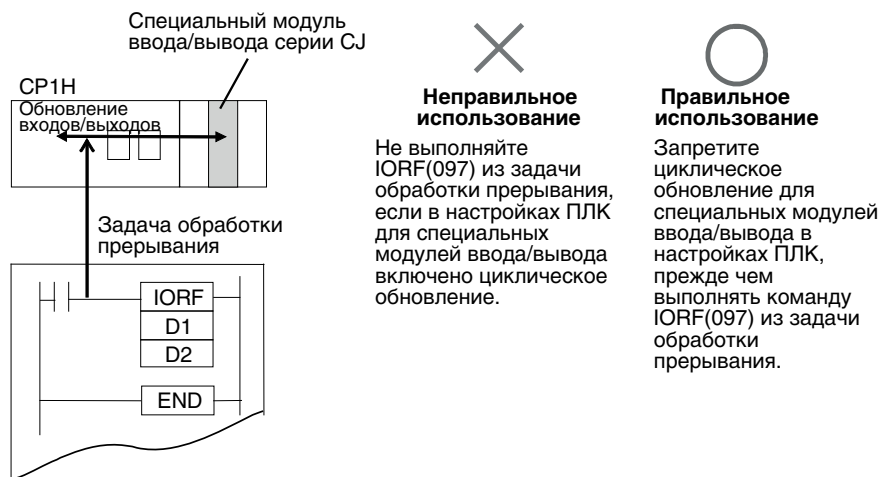 Специальный модуль
ввода/вывода серии CJ
CP1H
Обновление
входов/выходов
Задача обработки
прерывания
IORF
D1
D2
END
Неправильное
использование
Не выполняйте
IORF(097) из задачи
обработки прерывания,
если в настройках ПЛК
для специальных
модулей ввода/вывода
включено циклическое
обновление.
Правильное
использование
Запретите
циклическое
обновление для
специальных модулей
ввода/вывода в
настройках ПЛК,
прежде чем
выполнять команду
IORF(097) из задачи
обработки
прерывания.